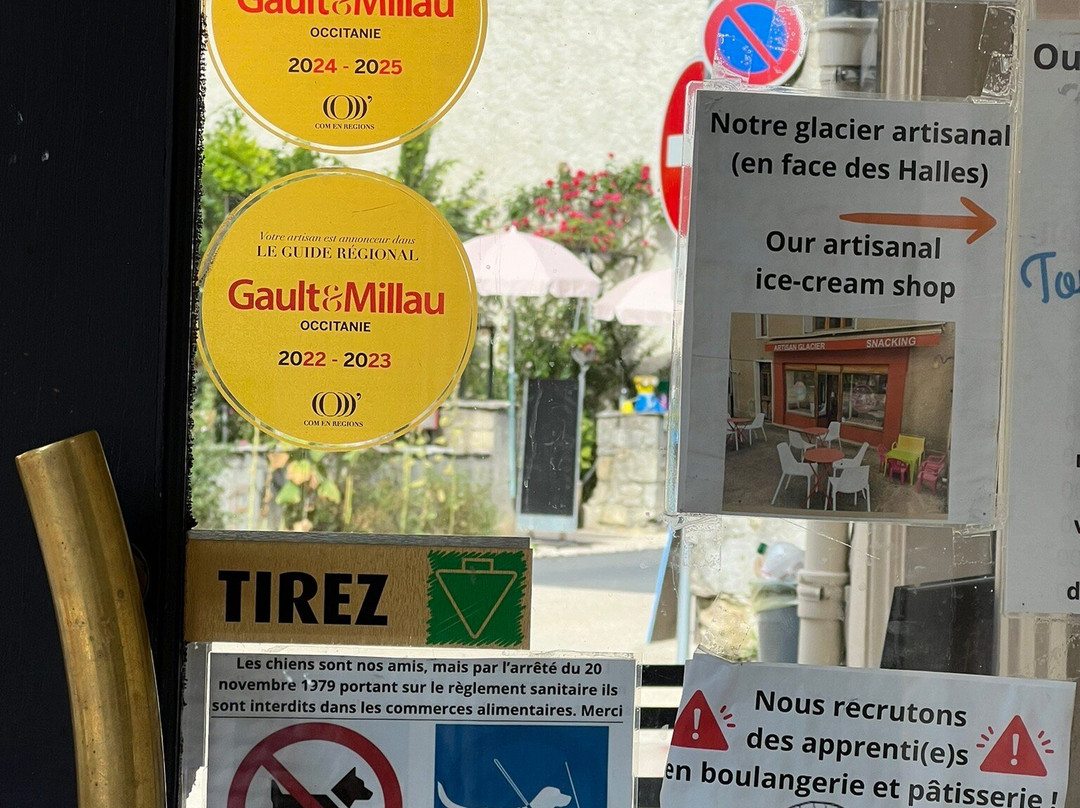 Gault&Millau
OCCITANIE
2024 - 2025
COM EN REGIONS
Votre artisan est annonceur dans
LE GUIDE RÉGIONAL
Gault&Millau
OCCITANIE
2022 - 2023
COM EN REGIONS
Notre glacier artisanal
(en face des Halles)
Our artisanal
ice-cream shop
ARTISAN GLACIER
SNACKING
Ou
To
TIREZ
Les chiens sont nos amis, mais par l’arrêté du 20
novembre 1979 portant sur le règlement sanitaire ils
sont interdits dans les commerces alimentaires. Merci
Nous recrutons
des apprenti(e)s
en boulangerie et pâtisserie !